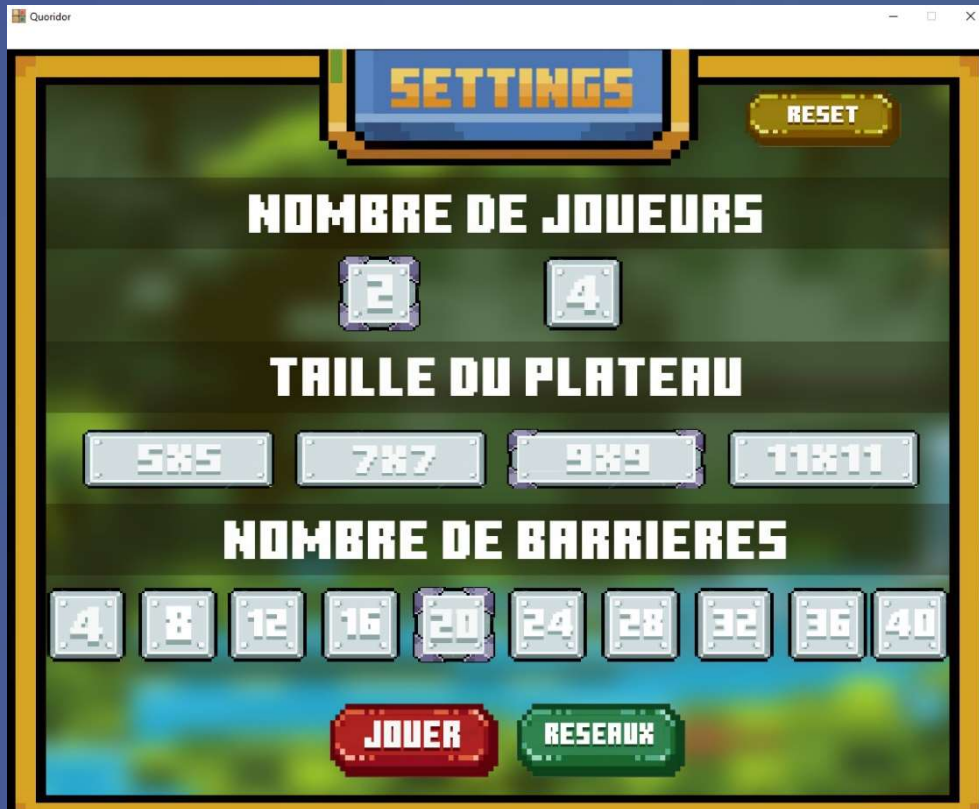 Quoridor
SETTINGS
RESET
NOMBRE DE JOUEURS
2 4
TAILLE DU PLATEAU
5X5 7X7 9X9 11X11
NOMBRE DE BARRIERES
4 8 12 16 20 24 28 32 36 40
JOUER RESEAUX